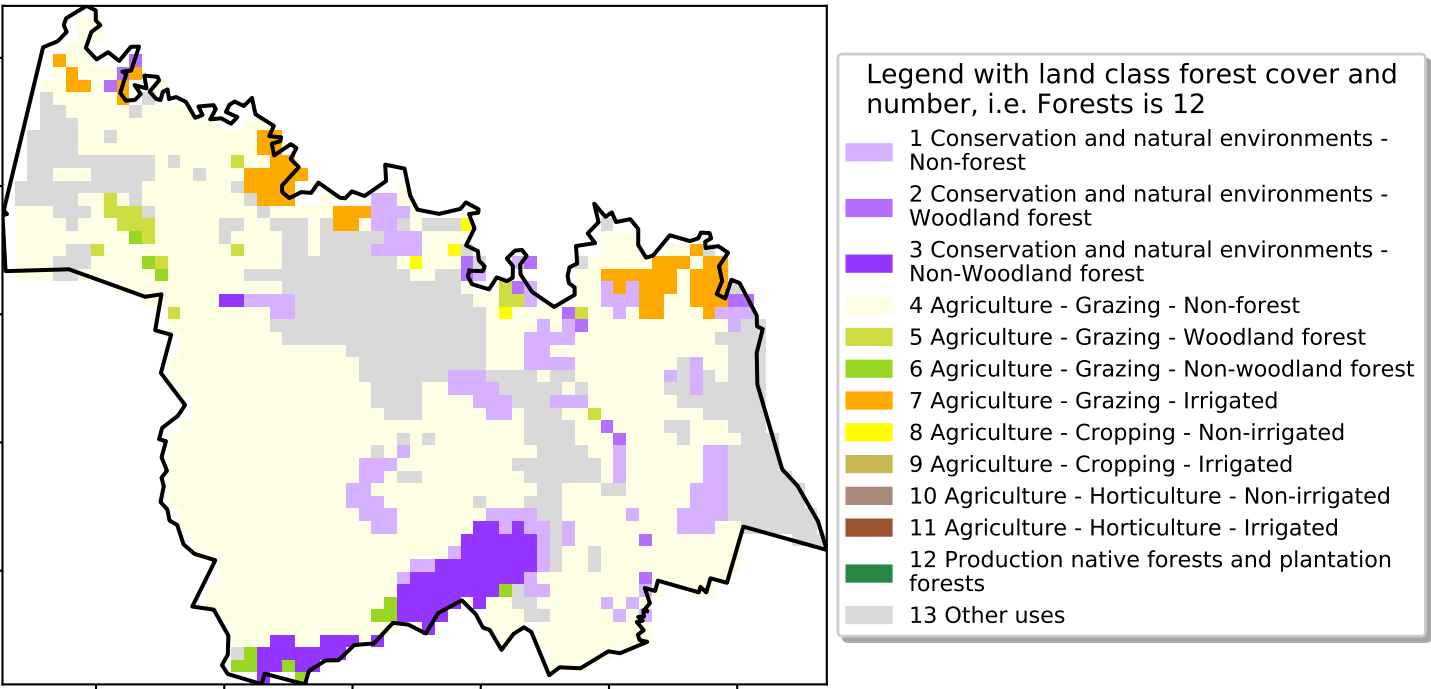 Legend with land class forest cover and
number, i.e. Forests is 12
1 Conservation and natural environments -
Non-forest
2 Conservation and natural environments -
Woodland forest
3 Conservation and natural environments -
Non-Woodland forest
4 Agriculture - Grazing - Non-forest
5 Agriculture - Grazing - Woodland forest
6 Agriculture - Grazing - Non-woodland forest
7 Agriculture - Grazing - Irrigated
8 Agriculture - Cropping - Non-irrigated
9 Agriculture - Cropping - Irrigated
10 Agriculture - Horticulture - Non-irrigated
11 Agriculture - Horticulture - Irrigated
12 Production native forests and plantation
forests
13 Other uses